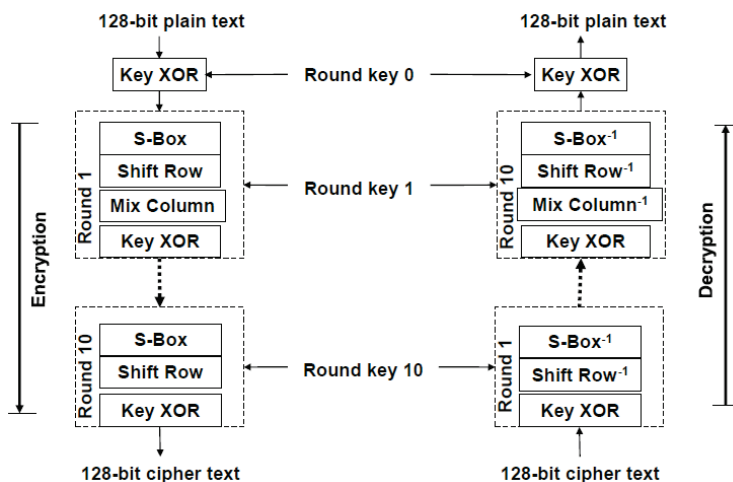 128-bit plain text
128-bit plain text
Key XOR
Round key 0
Key XOR
Encryption
Round 1
S-Box
Shift Row
Mix Column
Key XOR
Round key 1
Round 10
S-Box-1
Shift Row-1
Mix Column-1
Key XOR
Decryption
Round 10
S-Box
Shift Row
Key XOR
Round key 10
Round 1
S-Box-1
Shift Row-1
Key XOR
128-bit cipher text
128-bit cipher text